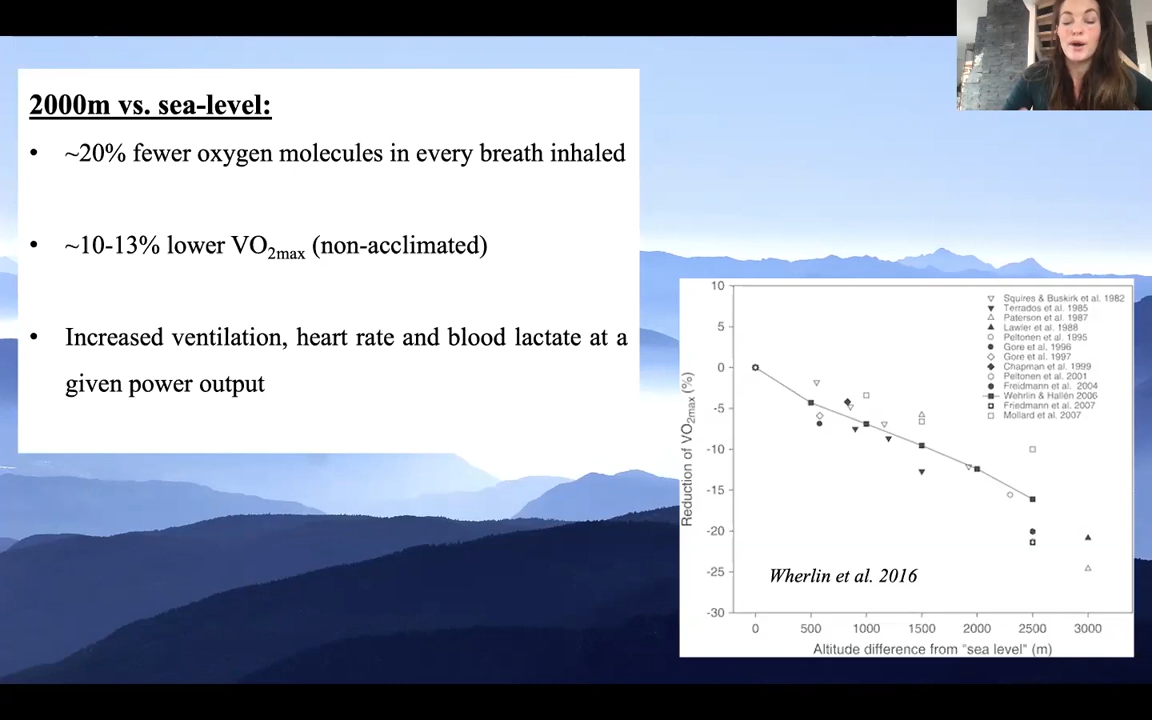 2000m vs. sea-level:
• ~20% fewer oxygen molecules in every breath inhaled
• ~10-13% lower VO2max (non-acclimated)
• Increased ventilation, heart rate and blood lactate at a
given power output
10
5
0
-5
-10
-15
-20
-25
-30
Reduction of VO2max (%)
Squires & Buskirk et al. 1982
Terrados et al. 1985
Paterson et al. 1987
Lawler et al. 1988
Peltonen et al. 1995
Gore et al. 1996
Gore et al. 1997
Chapman et al. 1999
Peltonen et al. 2001
Freidmann et al. 2004
Wehrlin & Hallén 2006
Friedmann et al. 2007
Mollard et al. 2007
Wherlin et al. 2016
0 500 1000 1500 2000 2500 3000
Altitude difference from "sea level" (m)